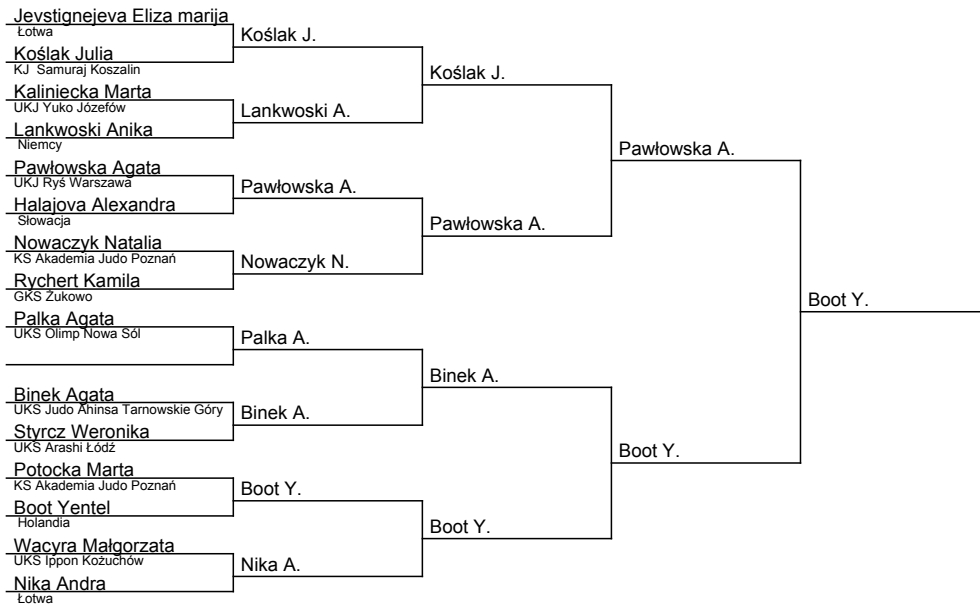 Jevstignejeva Eliza marija
Łotwa
Koślak Julia
KJ Samuraj Koszalin
Kaliniecka Marta
UKJ Yuko Józefów
Lankwoski Anika
Niemcy
Pawłowska Agata
UKJ Ryś Warszawa
Halajova Alexandra
Słowacja
Nowaczyk Natalia
KS Akademia Judo Poznań
Rychert Kamila
GKS Żukowo
Palka Agata
UKS Olimp Nowa Sól
Binek Agata
UKS Judo Ahinsa Tarnowskie Góry
Styrcz Weronika
UKS Arashi Łódź
Potocka Marta
KS Akademia Judo Poznań
Boot Yentel
Holandia
Wacyra Małgorzata
UKS Ippon Kożuchów
Nika Andra
Łotwa
Koślak J.
Lankwoski A.
Pawłowska A.
Nowaczyk N.
Palka A.
Binek A.
Boot Y.
Nika A.
Koślak J.
Pawłowska A.
Binek A.
Boot Y.
Pawłowska A.
Boot Y.
Boot Y.